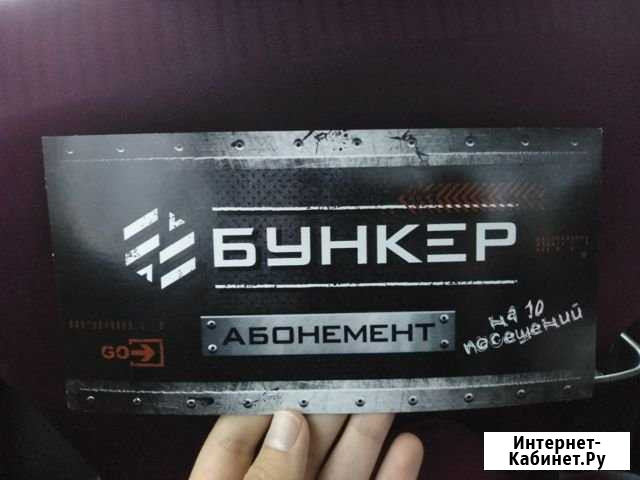 БУНКЕР
АБОНЕМЕНТ
на 10
посещений
GO
Интернет-
Кабинет.Ру